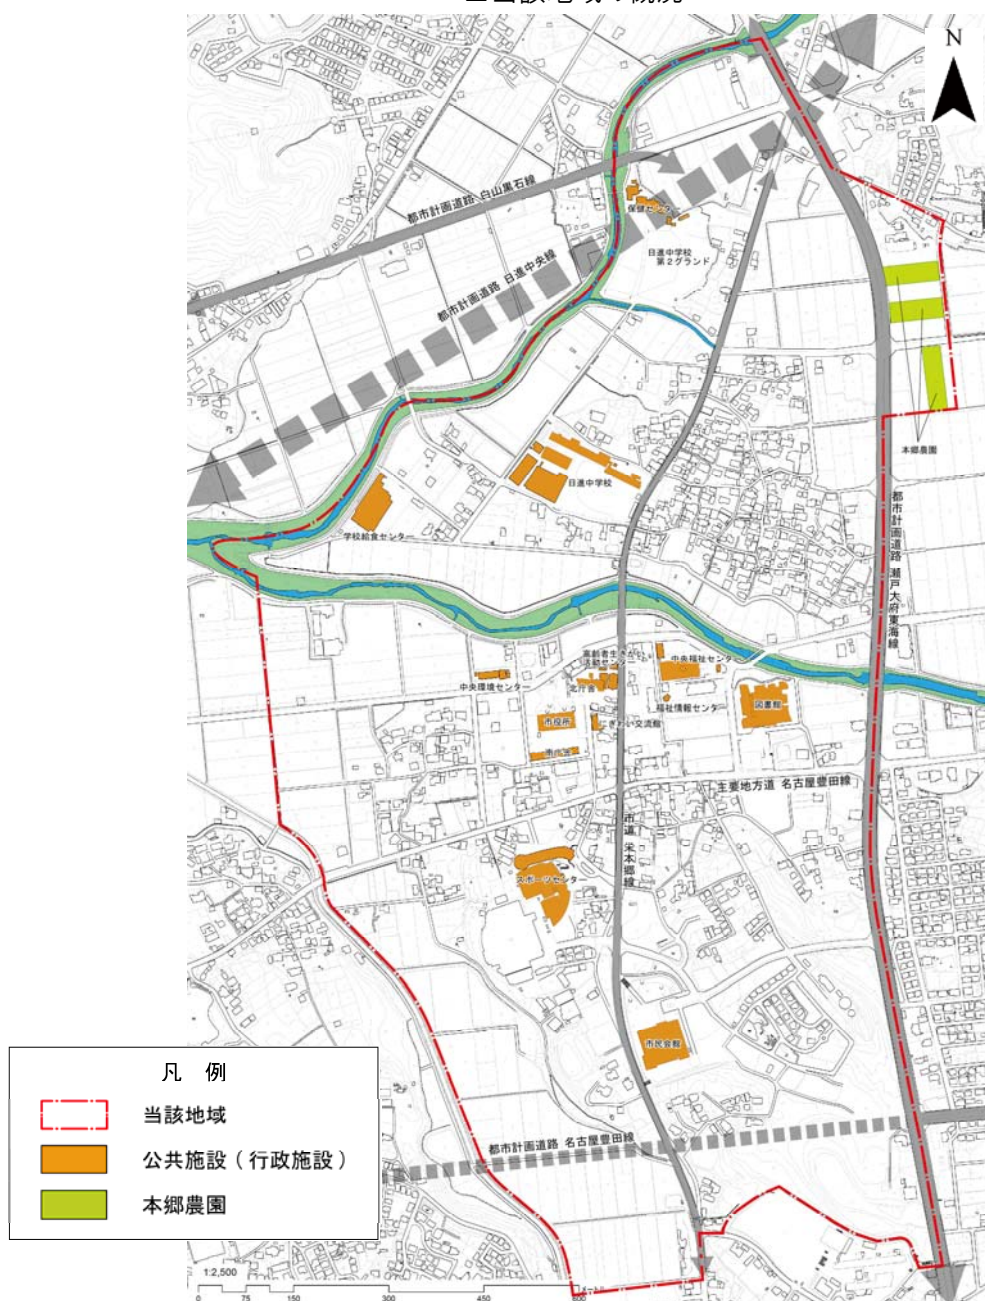 N
都市計画道路 白山黒石線
保健センター
日進中学校
第2グランド
都市計画道路 日進中央線
本郷農園
日進中学校
学校給食センター
都市計画道路 瀬戸大府東海線
高齢者生きがい
活動センター
中央福祉センター
中央環境センター
北庁舎
福祉情報センター
図書館
市役所
にぎわい交流館
主要地方道 名古屋豊田線
市道 栄本郷線
スポーツセンター
市民会館
凡 例
当該地域
公共施設(行政施設)
本郷農園
都市計画道路 名古屋豊田線
1:2,500
0 75 150 300 450 600